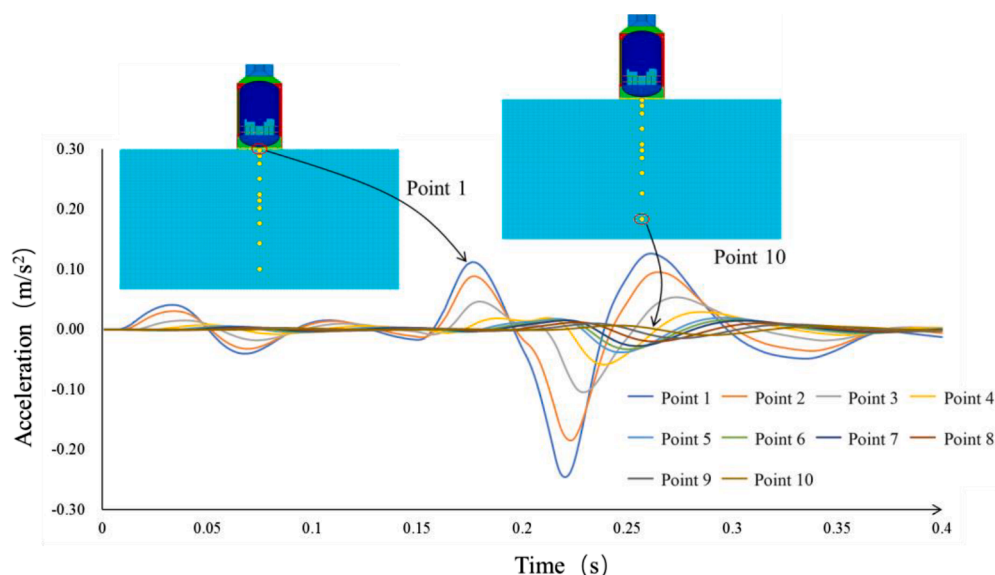 0.30
0.20
0.10
0.00
-0.10
-0.20
-0.30
Acceleration（m/s²）
Point 1
Point 10
Point 1 Point 2 Point 3 Point 4
Point 5 Point 6 Point 7 Point 8
Point 9 Point 10
0 0.05 0.1 0.15 0.2 0.25 0.3 0.35 0.4
Time（s）